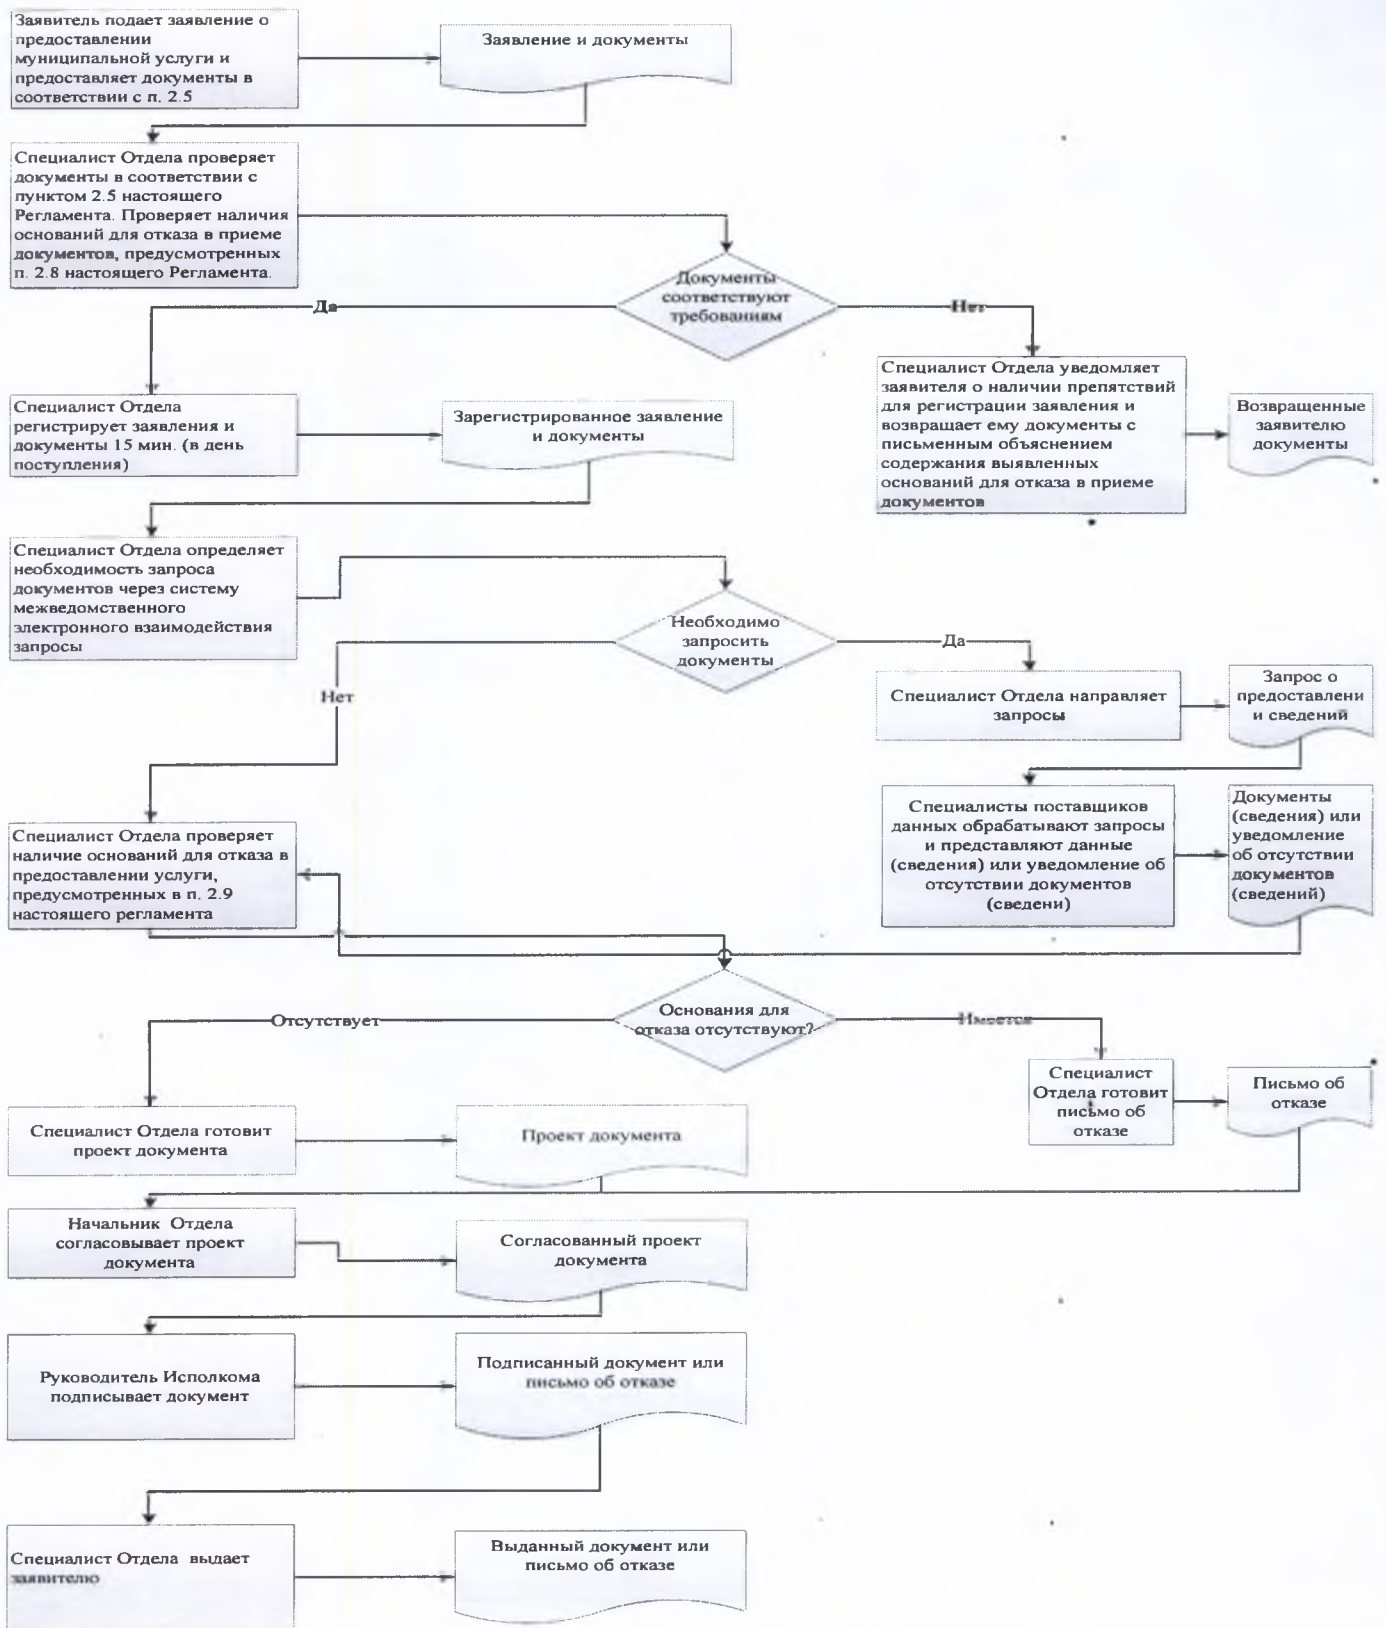 Заявитель подает заявление о
предоставлении
муниципальной услуги и
предоставляет документы в
соответствии с п. 2.5
Заявление и документы
Специалист Отдела проверяет
документы в соответствии с
пунктом 2.5 настоящего
Регламента. Проверяет наличия
оснований для отказа в приеме
документов, предусмотренных
п. 2.8 настоящего Регламента.
Документы
соответствуют
требованиям
Да
Нет
Специалист Отдела
регистрирует заявления и
документы 15 мин. (в день
поступления)
Зарегистрированное заявление
и документы
Специалист Отдела уведомляет
заявителя о наличии препятствий
для регистрации заявления и
возвращает ему документы с
письменным объяснением
содержания выявленных
оснований для отказа в приеме
документов
Возвращенные
заявителю
документы
Специалист Отдела определяет
необходимость запроса
документов через систему
межведомственного
электронного взаимодействия
запросы
Необходимо
запросить
документы
Да
Нет
Специалист Отдела направляет
запросы
Запрос о
предоставлени
и сведений
Специалисты поставщиков
данных обрабатывают запросы
и представляют данные
(сведения) или уведомление об
отсутствии документов
(сведени)
Документы
(сведения) или
уведомление
об отсутствии
документов
(сведений)
Специалист Отдела проверяет
наличие оснований для отказа в
предоставлении услуги,
предусмотренных в п. 2.9
настоящего регламента
Основания для
отказа отсутствуют?
Отсутствует
Имеется
Специалист
Отдела готовит
письмо об
отказе
Письмо об
отказе
Специалист Отдела готовит
проект документа
Проект документа
Начальник Отдела
согласовывает проект
документа
Согласованный проект
документа
Руководитель Исполкома
подписывает документ
Подписанный документ или
письмо об отказе
Специалист Отдела выдает
заявителю
Выданный документ или
письмо об отказе